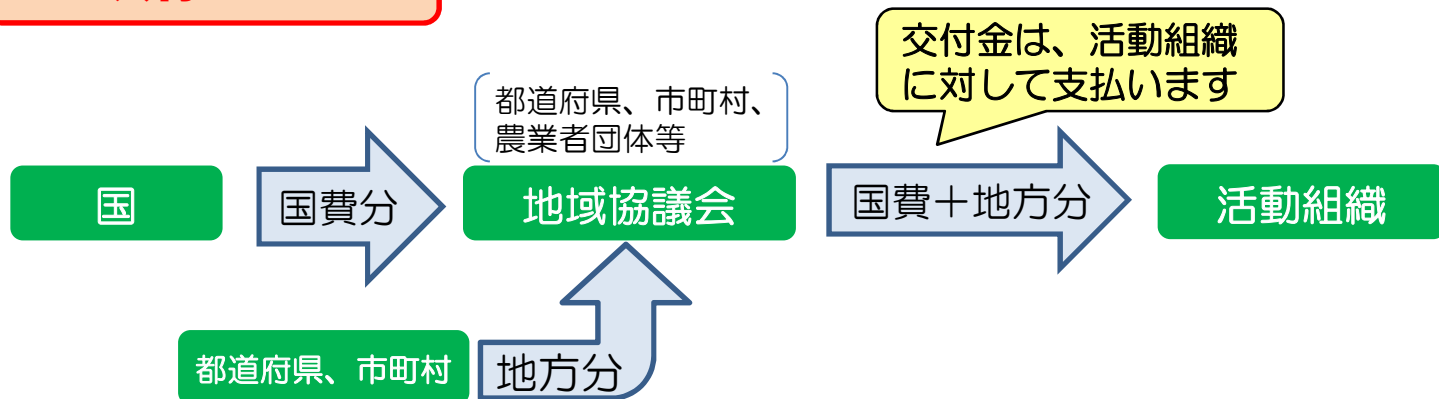 交付金は、活動組織
に対して支払います
都道府県、市町村、
農業者団体等
国
国費分
地域協議会
国費＋地方分
活動組織
都道府県、市町村
地方分